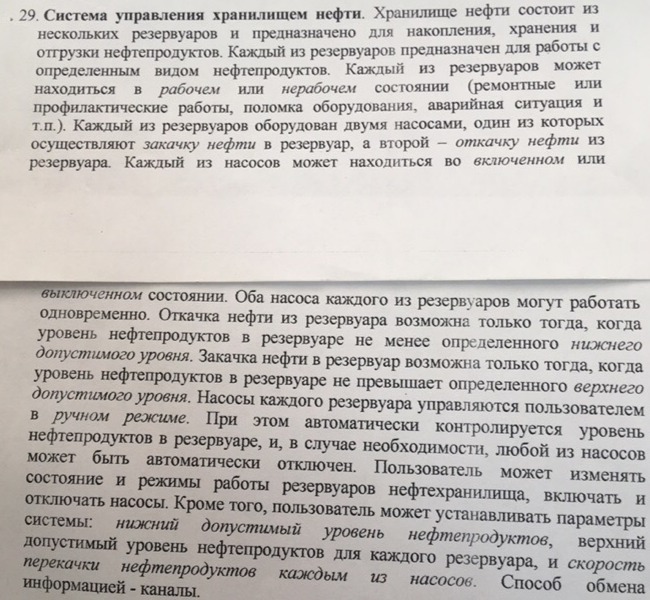 . 29. Система управления хранилищем нефти. Хранилище нефти состоит из
нескольких резервуаров и предназначено для накопления, хранения и
отгрузки нефтепродуктов. Каждый из резервуаров предназначен для работы с
определенным видом нефтепродуктов. Каждый из резервуаров может
находиться в рабочем или нерабочем состоянии (ремонтные или
профилактические работы, поломка оборудования, аварийная ситуация и
т.п.). Каждый из резервуаров оборудован двумя насосами, один из которых
осуществляют закачку нефти в резервуар, а второй – откачку нефти из
резервуара. Каждый из насосов может находиться во включенном или
выключенном состоянии. Оба насоса каждого из резервуаров могут работать
одновременно. Откачка нефти из резервуара возможна только тогда, когда
уровень нефтепродуктов в резервуаре не менее определенного нижнего
допустимого уровня. Закачка нефти в резервуар возможна только тогда, когда
уровень нефтепродуктов в резервуаре не превышает определенного верхнего
допустимого уровня. Насосы каждого резервуара управляются пользователем
в ручном режиме. При этом автоматически контролируется уровень
нефтепродуктов в резервуаре, и, в случае необходимости, любой из насосов
может быть автоматически отключен. Пользователь может изменять
состояние и режимы работы резервуаров нефтехранилища, включать и
отключать насосы. Кроме того, пользователь может устанавливать параметры
системы: нижний допустимый уровень нефтепродуктов, верхний
допустимый уровень нефтепродуктов для каждого резервуара, и скорость
перекачки нефтепродуктов каждым из насосов. Способ обмена
информацией - каналы.